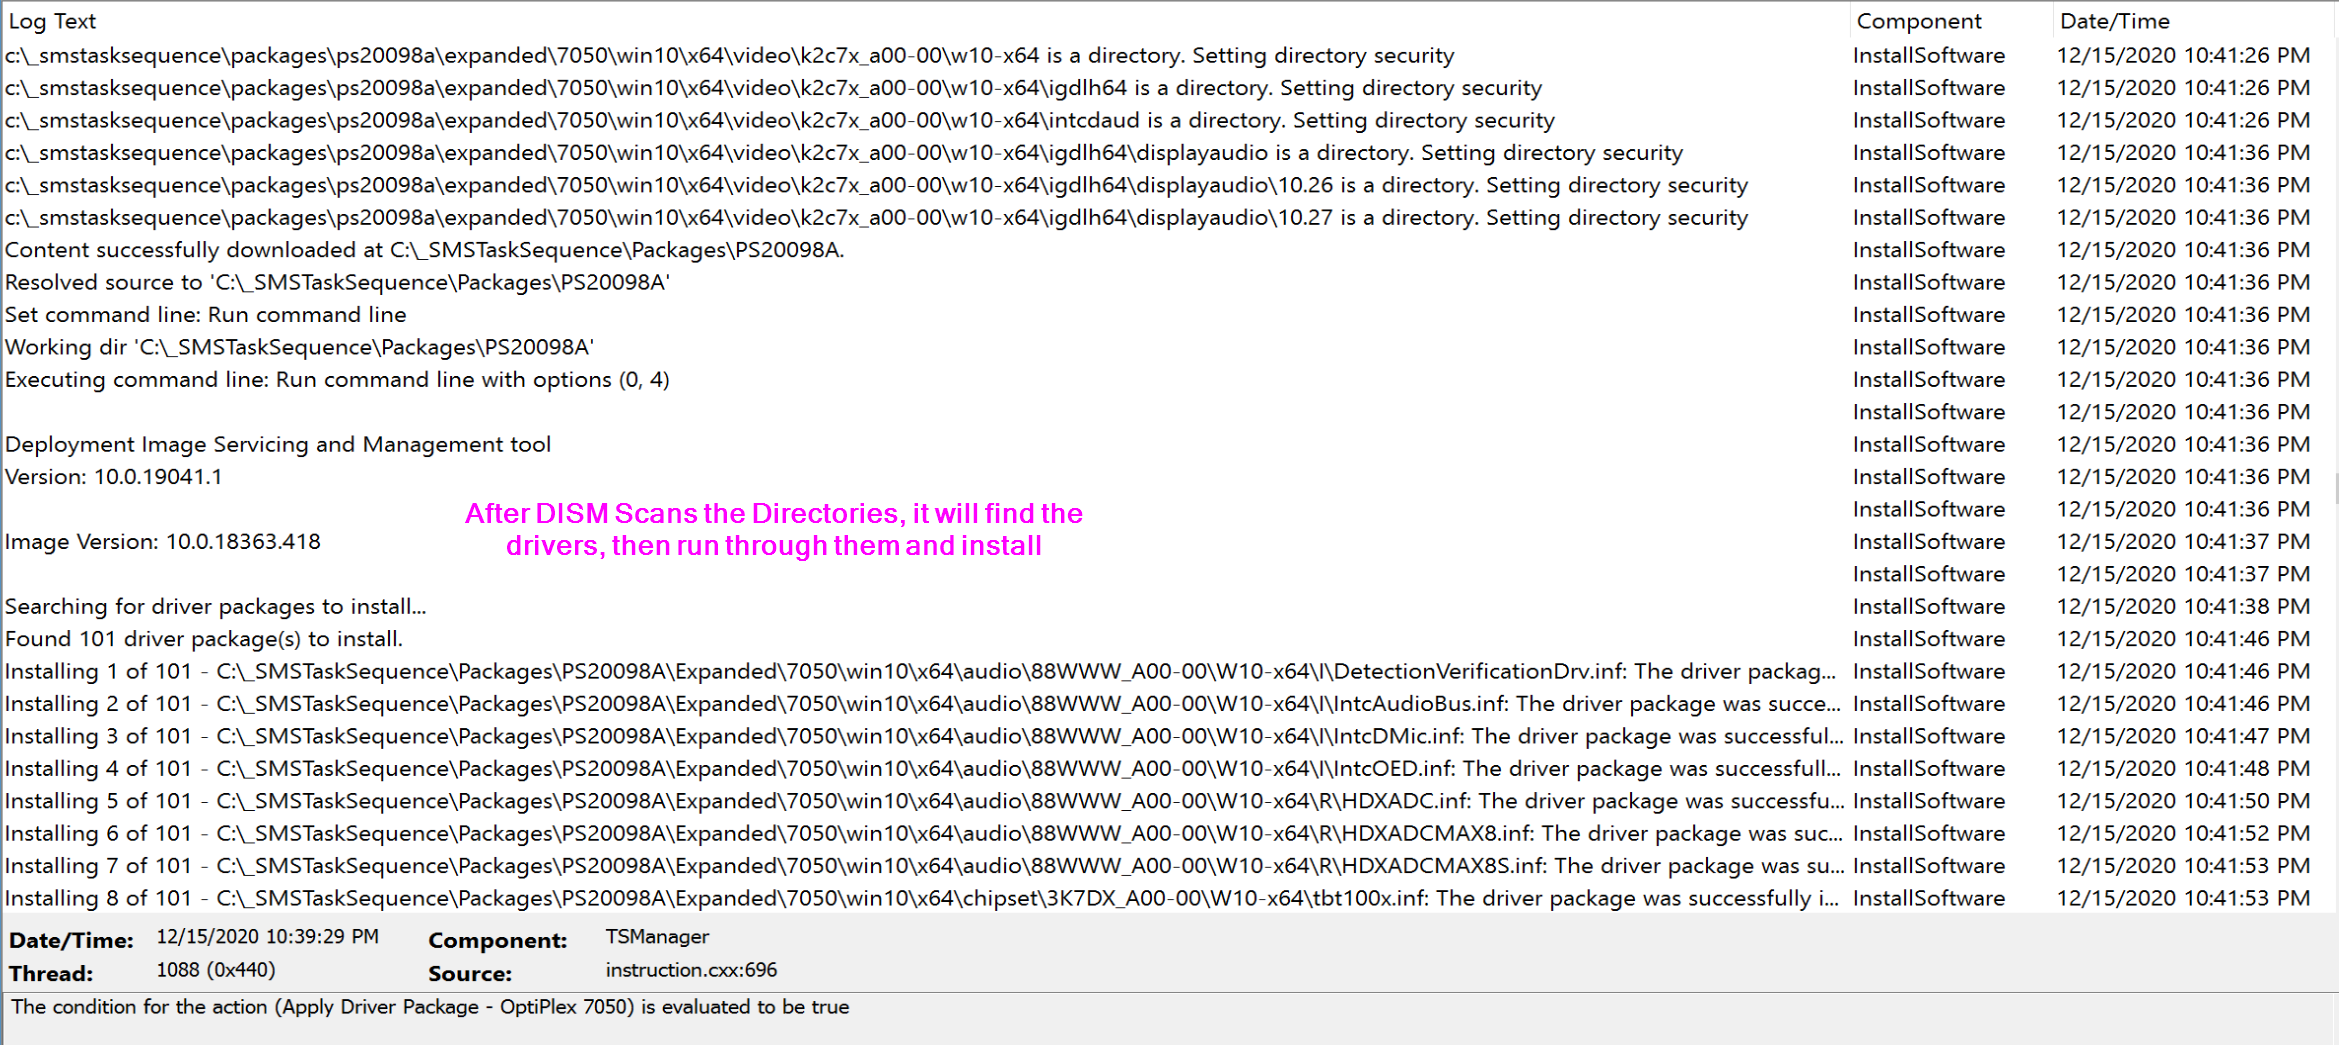 Log Text Component Date/Time
c:\_smstasksequence\packages\ps20098a\expanded\7050\win10\x64\video\k2c7x_a00-00\w10-x64 is a directory. Setting directory security InstallSoftware 12/15/2020 10:41:26 PM
c:\_smstasksequence\packages\ps20098a\expanded\7050\win10\x64\video\k2c7x_a00-00\w10-x64\igdlh64 is a directory. Setting directory security InstallSoftware 12/15/2020 10:41:26 PM
c:\_smstasksequence\packages\ps20098a\expanded\7050\win10\x64\video\k2c7x_a00-00\w10-x64\intcdaud is a directory. Setting directory security InstallSoftware 12/15/2020 10:41:26 PM
c:\_smstasksequence\packages\ps20098a\expanded\7050\win10\x64\video\k2c7x_a00-00\w10-x64\igdlh64\displayaudio is a directory. Setting directory security InstallSoftware 12/15/2020 10:41:36 PM
c:\_smstasksequence\packages\ps20098a\expanded\7050\win10\x64\video\k2c7x_a00-00\w10-x64\igdlh64\displayaudio\10.26 is a directory. Setting directory security InstallSoftware 12/15/2020 10:41:36 PM
c:\_smstasksequence\packages\ps20098a\expanded\7050\win10\x64\video\k2c7x_a00-00\w10-x64\igdlh64\displayaudio\10.27 is a directory. Setting directory security InstallSoftware 12/15/2020 10:41:36 PM
Content successfully downloaded at C:\_SMSTaskSequence\Packages\PS20098A. InstallSoftware 12/15/2020 10:41:36 PM
Resolved source to 'C:\_SMSTaskSequence\Packages\PS20098A' InstallSoftware 12/15/2020 10:41:36 PM
Set command line: Run command line InstallSoftware 12/15/2020 10:41:36 PM
Working dir 'C:\_SMSTaskSequence\Packages\PS20098A' InstallSoftware 12/15/2020 10:41:36 PM
Executing command line: Run command line with options (0, 4) InstallSoftware 12/15/2020 10:41:36 PM
InstallSoftware 12/15/2020 10:41:36 PM
Deployment Image Servicing and Management tool InstallSoftware 12/15/2020 10:41:36 PM
Version: 10.0.19041.1 InstallSoftware 12/15/2020 10:41:36 PM
After DISM Scans the Directories, it will find the InstallSoftware 12/15/2020 10:41:36 PM
Image Version: 10.0.18363.418 drivers, then run through them and install InstallSoftware 12/15/2020 10:41:37 PM
InstallSoftware 12/15/2020 10:41:37 PM
Searching for driver packages to install... InstallSoftware 12/15/2020 10:41:38 PM
Found 101 driver package(s) to install. InstallSoftware 12/15/2020 10:41:46 PM
Installing 1 of 101 - C:\_SMSTaskSequence\Packages\PS20098A\Expanded\7050\win10\x64\audio\88WWW_A00-00\W10-x64\I\DetectionVerificationDrv.inf: The driver packag... InstallSoftware 12/15/2020 10:41:46 PM
Installing 2 of 101 - C:\_SMSTaskSequence\Packages\PS20098A\Expanded\7050\win10\x64\audio\88WWW_A00-00\W10-x64\I\IntcAudioBus.inf: The driver package was succe... InstallSoftware 12/15/2020 10:41:46 PM
Installing 3 of 101 - C:\_SMSTaskSequence\Packages\PS20098A\Expanded\7050\win10\x64\audio\88WWW_A00-00\W10-x64\I\IntcDMic.inf: The driver package was successful... InstallSoftware 12/15/2020 10:41:47 PM
Installing 4 of 101 - C:\_SMSTaskSequence\Packages\PS20098A\Expanded\7050\win10\x64\audio\88WWW_A00-00\W10-x64\I\IntcOED.inf: The driver package was successfull... InstallSoftware 12/15/2020 10:41:48 PM
Installing 5 of 101 - C:\_SMSTaskSequence\Packages\PS20098A\Expanded\7050\win10\x64\audio\88WWW_A00-00\W10-x64\R\HDXADC.inf: The driver package was successfu... InstallSoftware 12/15/2020 10:41:50 PM
Installing 6 of 101 - C:\_SMSTaskSequence\Packages\PS20098A\Expanded\7050\win10\x64\audio\88WWW_A00-00\W10-x64\R\HDXADCMAX8.inf: The driver package was suc... InstallSoftware 12/15/2020 10:41:52 PM
Installing 7 of 101 - C:\_SMSTaskSequence\Packages\PS20098A\Expanded\7050\win10\x64\audio\88WWW_A00-00\W10-x64\R\HDXADCMAX8S.inf: The driver package was su... InstallSoftware 12/15/2020 10:41:53 PM
Installing 8 of 101 - C:\_SMSTaskSequence\Packages\PS20098A\Expanded\7050\win10\x64\chipset\3K7DX_A00-00\W10-x64\tbt100x.inf: The driver package was successfully i... InstallSoftware 12/15/2020 10:41:53 PM
Date/Time: 12/15/2020 10:39:29 PM Component: TSManager
Thread: 1088 (0x440) Source: instruction.cxx:696
The condition for the action (Apply Driver Package - OptiPlex 7050) is evaluated to be true